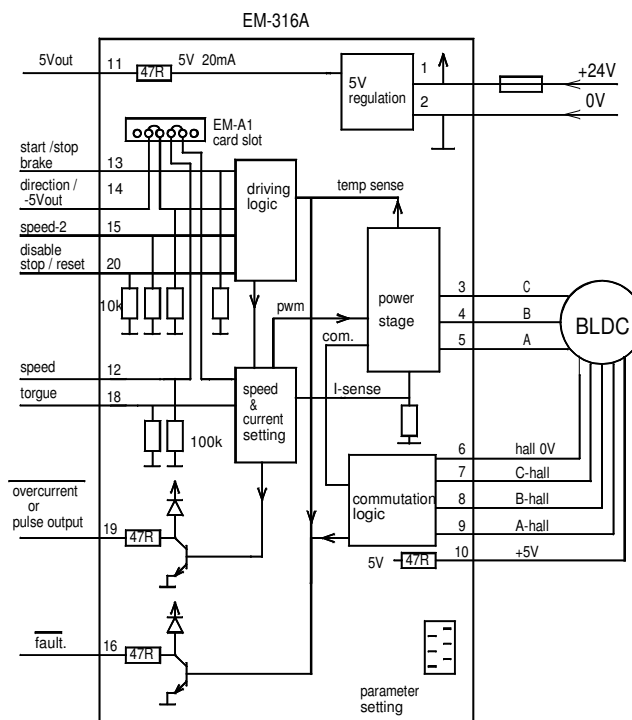 EM-316A
5Vout
11
47R
5V 20mA
5V
regulation
1
2
+24V
0V
EM-A1
card slot
start /stop
brake
13
direction /
-5Vout
14
speed-2
15
disable
stop / reset
20
10k
driving
logic
temp sense
power
stage
pwm
com.
3
C
4
B
5
A
BLDC
speed
12
torgue
18
100k
speed
&
current
setting
I-sense
6
hall 0V
7
C-hall
8
B-hall
9
A-hall
10
+5V
commutation
logic
5V
47R
overcurrent
or
pulse output
19
47R
fault.
16
47R
parameter
setting